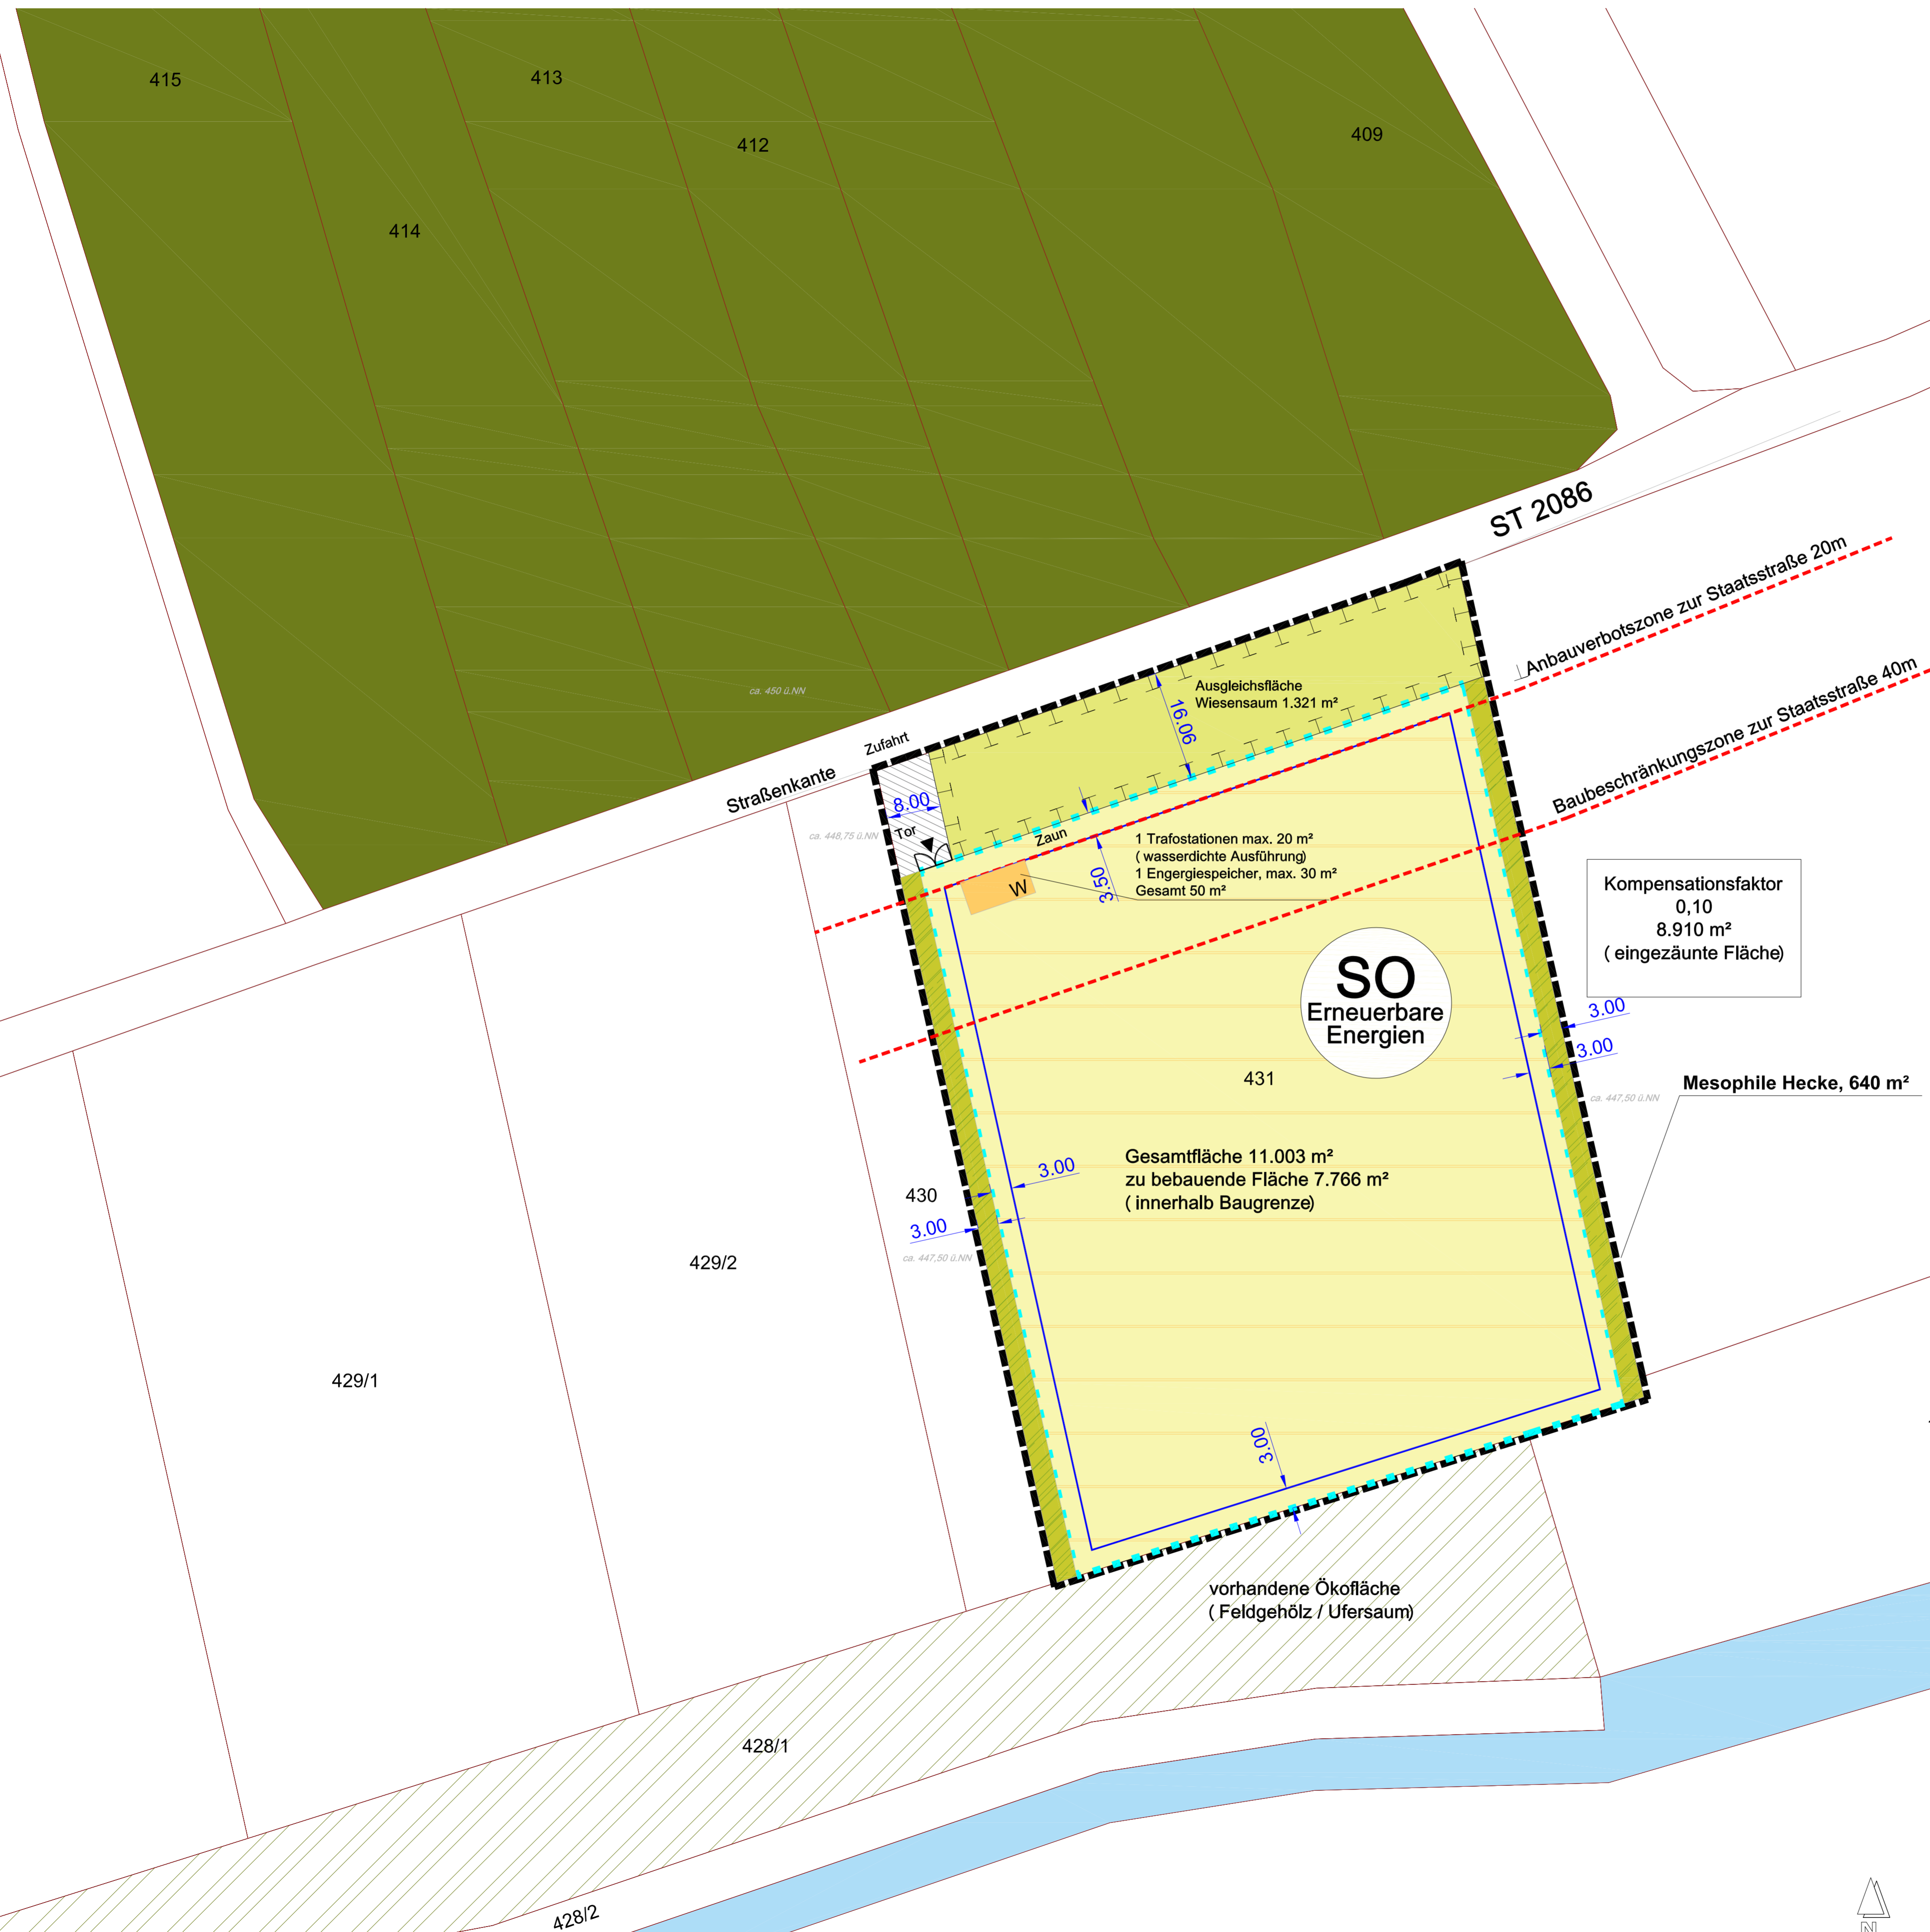 415
413
412
409
414
ST 2086
Anbauverbotszone zur Staatsstraße 20m
Baubeschränkungszone zur Staatsstraße 40m
ca. 450 ü.NN
Ausgleichsfläche
Wiesensaum 1.321 m²
16.06
Zufahrt
Straßenkante
8.00
Tor
ca. 448,75 ü.NN
Zaun
1 Trafostationen max. 20 m²
( wasserdichte Ausführung)
1 Engergiespeicher, max. 30 m²
Gesamt 50 m²
3.50
W
Kompensationsfaktor
0,10
8.910 m²
( eingezäunte Fläche)
SO
Erneuerbare
Energien
3.00
3.00
431
Mesophile Hecke, 640 m²
ca. 447,50 ü.NN
Gesamtfläche 11.003 m²
zu bebauende Fläche 7.766 m²
( innerhalb Baugrenze)
3.00
430
3.00
ca. 447,50 ü.NN
429/2
429/1
3.00
vorhandene Ökofläche
( Feldgehölz / Ufersaum)
428/1
428/2
N